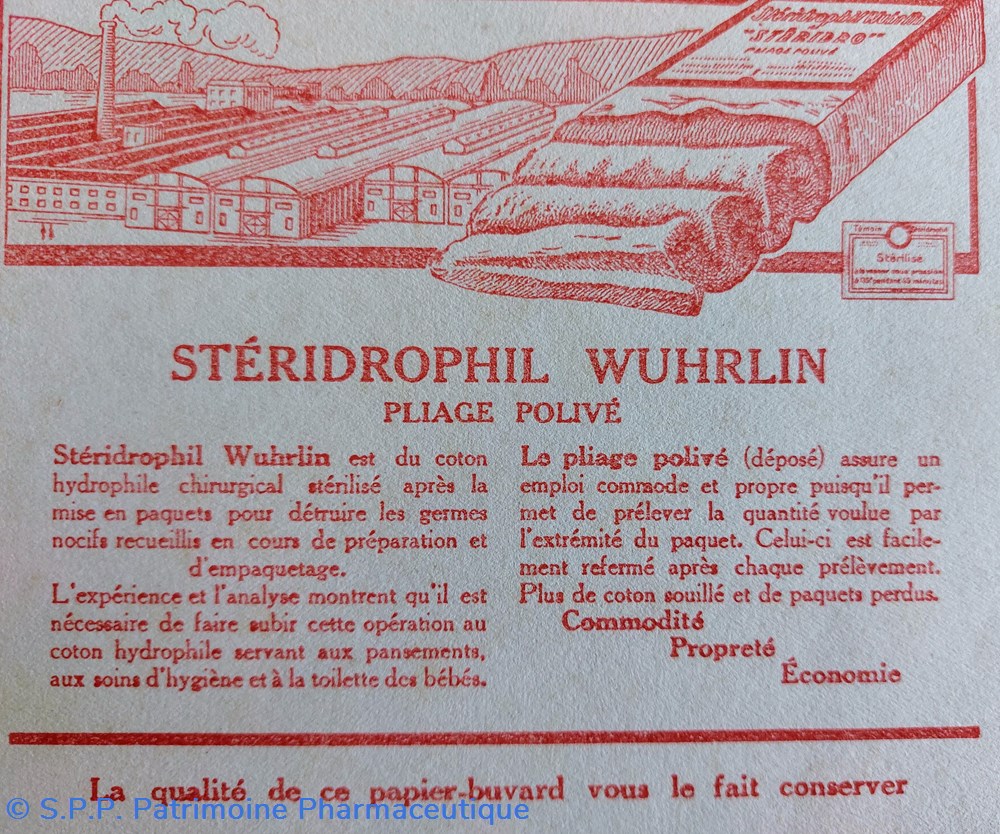 Stéridrophil Wuhrlin
"STÉRIDRO"
PLIAGE POLIVÉ
Témoin
Stérilisé
STÉRIDROPHIL WUHRLIN
PLIAGE POLIVÉ
Stéridrophil Wuhrlin est du coton
hydrophile chirurgical stérilisé après la
mise en paquets pour détruire les germes
nocifs recueillis en cours de préparation et
d'empaquetage.
L'expérience et l'analyse montrent qu'il est
nécessaire de faire subir cette opération au
coton hydrophile servant aux pansements,
aux soins d'hygiène et à la toilette des bébés.
Le pliage polivé (déposé) assure un
emploi commode et propre puisqu'il per-
met de prélever la quantité voulue par
l'extrémité du paquet. Celui-ci est facile-
ment refermé après chaque prélèvement.
Plus de coton souillé et de paquets perdus.
Commodité
Propreté
Économie
La qualité de ce papier-buvard vous le fait conserver
© S.P.P. Patrimoine Pharmaceutique